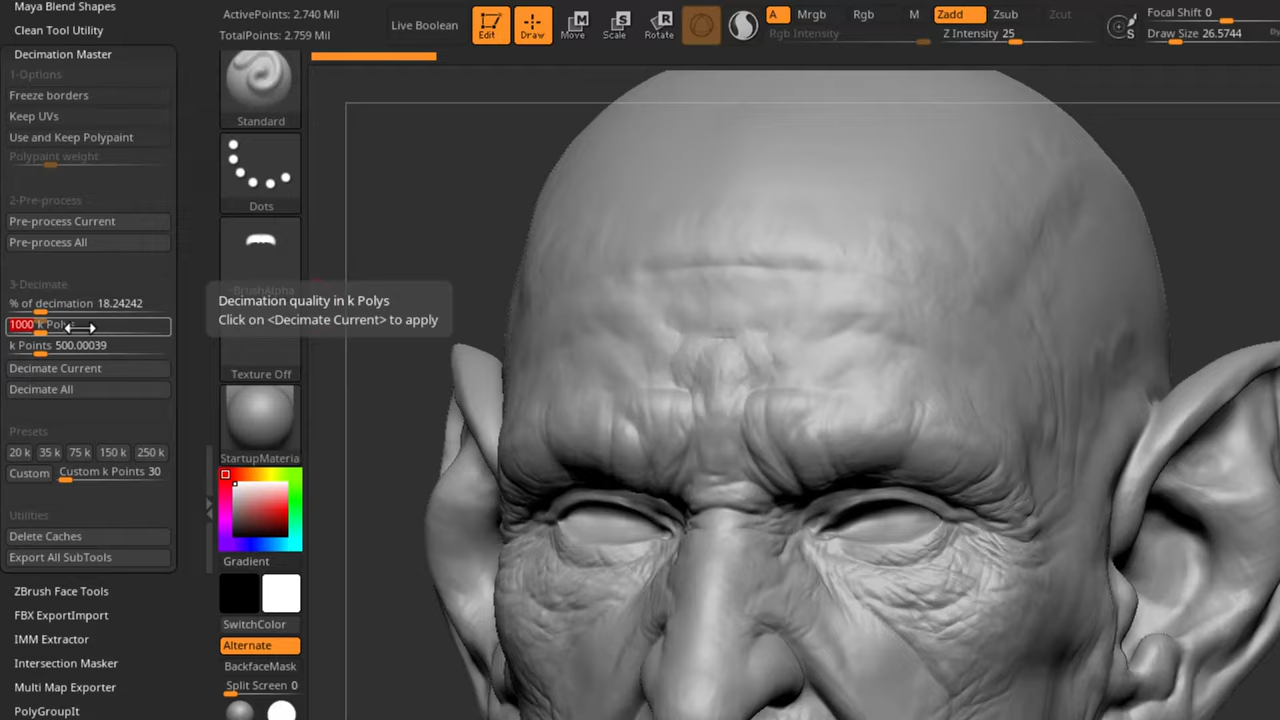 Maya Blend Shapes
Clean Tool Utility
Decimation Master
1-Options
Freeze borders
Keep UVs
Use and Keep Polypaint
Polypaint weight
2-Pre-process
Pre-process Current
Pre-process All
3-Decimate
% of decimation 18.24242
1000 k Poly
k Points 500.00039
Decimate Current
Decimate All
Presets
20 k 35 k 75 k 150 k 250 k
Custom Custom k Points 30
Utilities
Delete Caches
Export All SubTools
ZBrush Face Tools
FBX ExportImport
IMM Extractor
Intersection Masker
Multi Map Exporter
PolyGroupIt
ActivePoints: 2.740 Mil
TotalPoints: 2.759 Mil
Live Boolean
Edit
Draw
M
Move
S
Scale
R
Rotate
A Mrgb Rgb M
Rgb Intensity
Zadd Zsub Zcut
Z Intensity 25
S
Focal Shift 0
Draw Size 26.5744
Standard
Dots
~BrushAlpha
Decimation quality in k Polys
Click on <Decimate Current> to apply
Texture Off
StartupMateria
Gradient
SwitchColor
Alternate
BackfaceMask
Split Screen 0